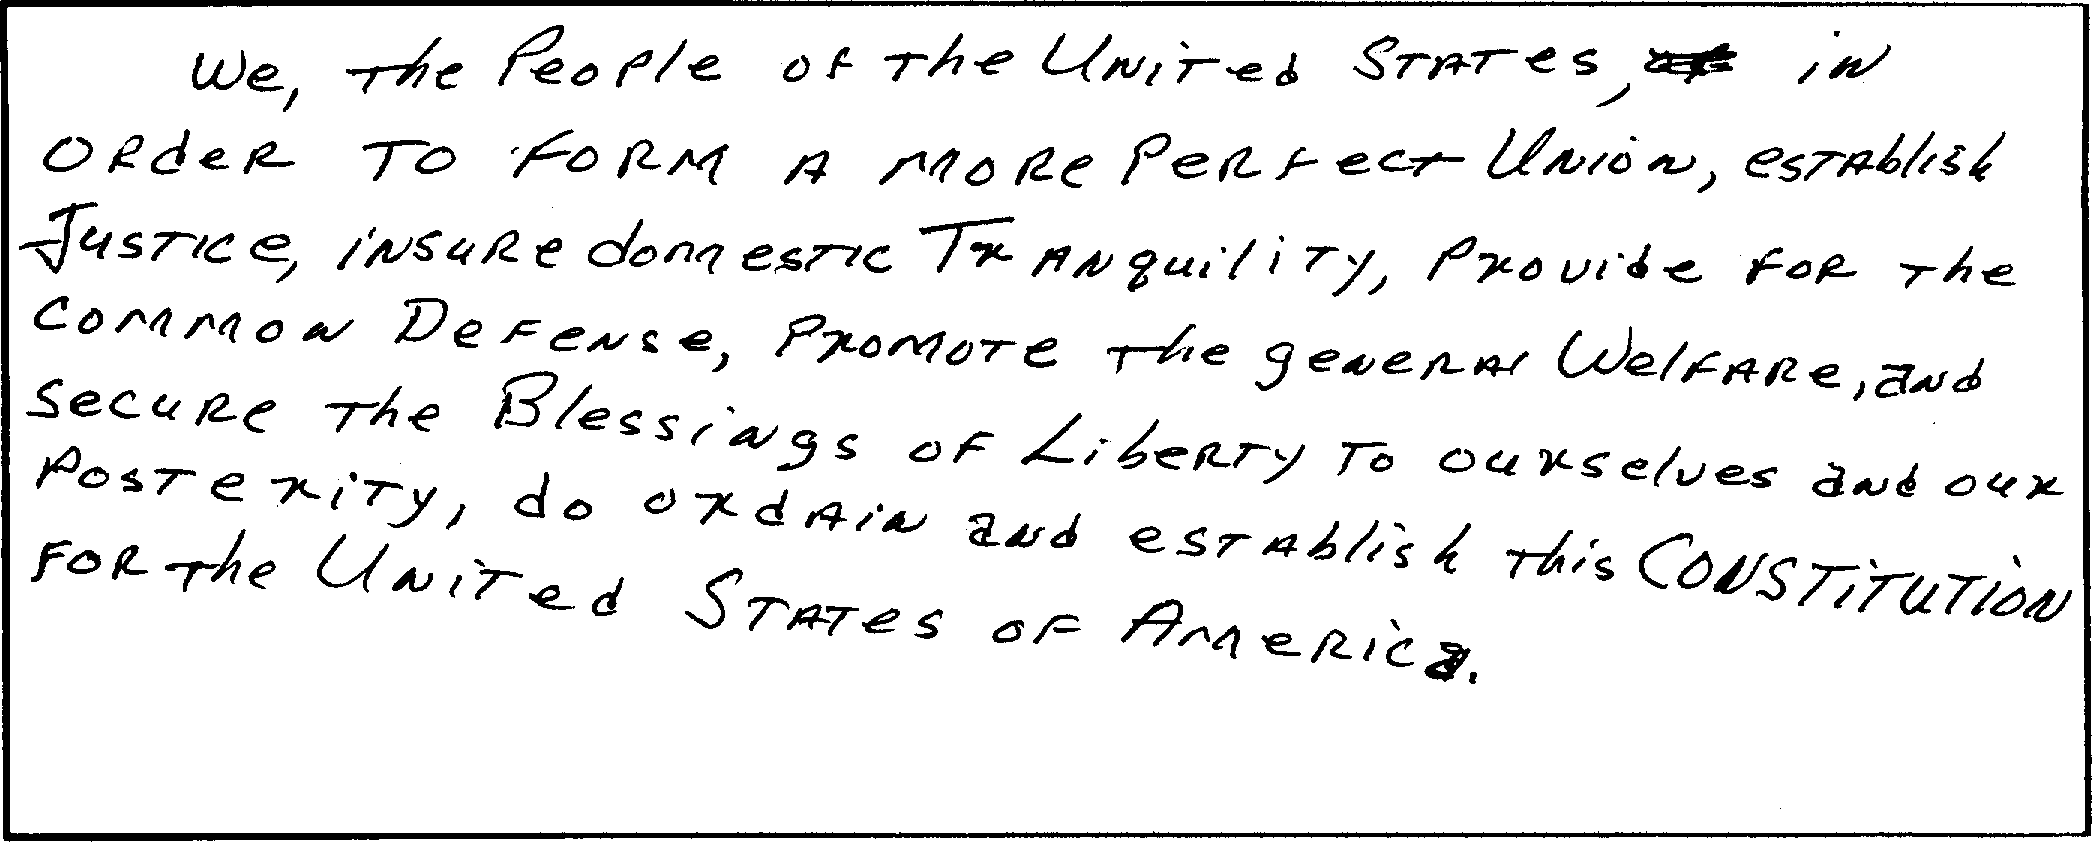 We, the People of the United States, in
order to form a more perfect Union, establish
Justice, insure domestic Tranquility, provide for the
common Defense, promote the general Welfare, and
secure the Blessings of Liberty to ourselves and our
Posterity, do ordain and establish this CONSTITUTION
for the United States of America.